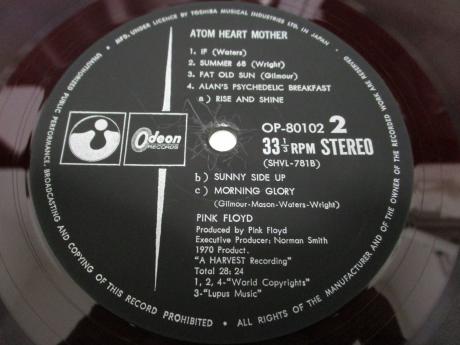 MFG. UNDER LICENCE BY TOSHIBA MUSICAL INDUSTRIES LTD. IN JAPAN.
UNAUTHORIZED PUBLIC PERFORMANCE, BROADCASTING AND COPYING OF THIS RECORD PROHIBITED • ALL RIGHTS OF THE MANUFACTURER AND OF THE OWNER OF THE RECORDED WORK ARE RESERVED •
ATOM HEART MOTHER
1. IF (Waters)
2. SUMMER 68 (Wright)
3. FAT OLD SUN (Gilmour)
4. ALAN'S PSYCHEDELIC BREAKFAST
a) RISE AND SHINE
Odeon
RECORDS
OP-80102 2
33 1/3 RPM STEREO
(SHVL-781B)
b) SUNNY SIDE UP
c) MORNING GLORY
(Gilmour-Mason-Waters-Wright)
PINK FLOYD
Produced by Pink Floyd
Executive Producer: Norman Smith
1970 Product.
"A HARVEST Recording"
Total 28: 24
1, 2, 4-"World Copyrights"
3-"Lupus Music"